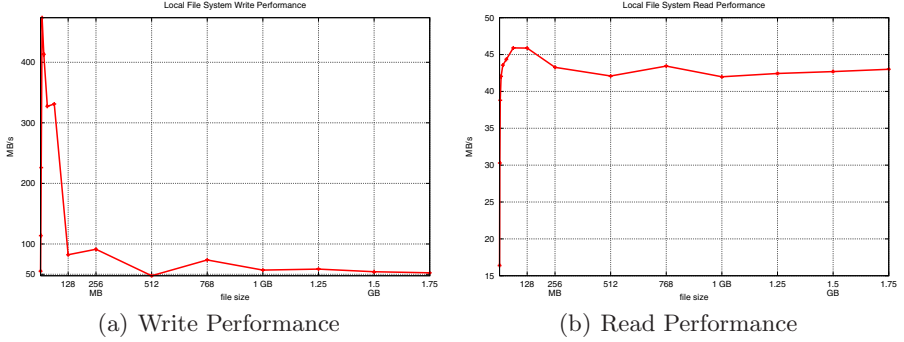 Local File System Write Performance
MB/s
400
300
200
100
50
128
256
MB
512
768
1 GB
1.25
1.5
GB
1.75
file size
(a) Write Performance
Local File System Read Performance
MB/s
50
45
40
35
30
25
20
15
128
256
MB
512
768
1 GB
1.25
1.5
GB
1.75
file size
(b) Read Performance